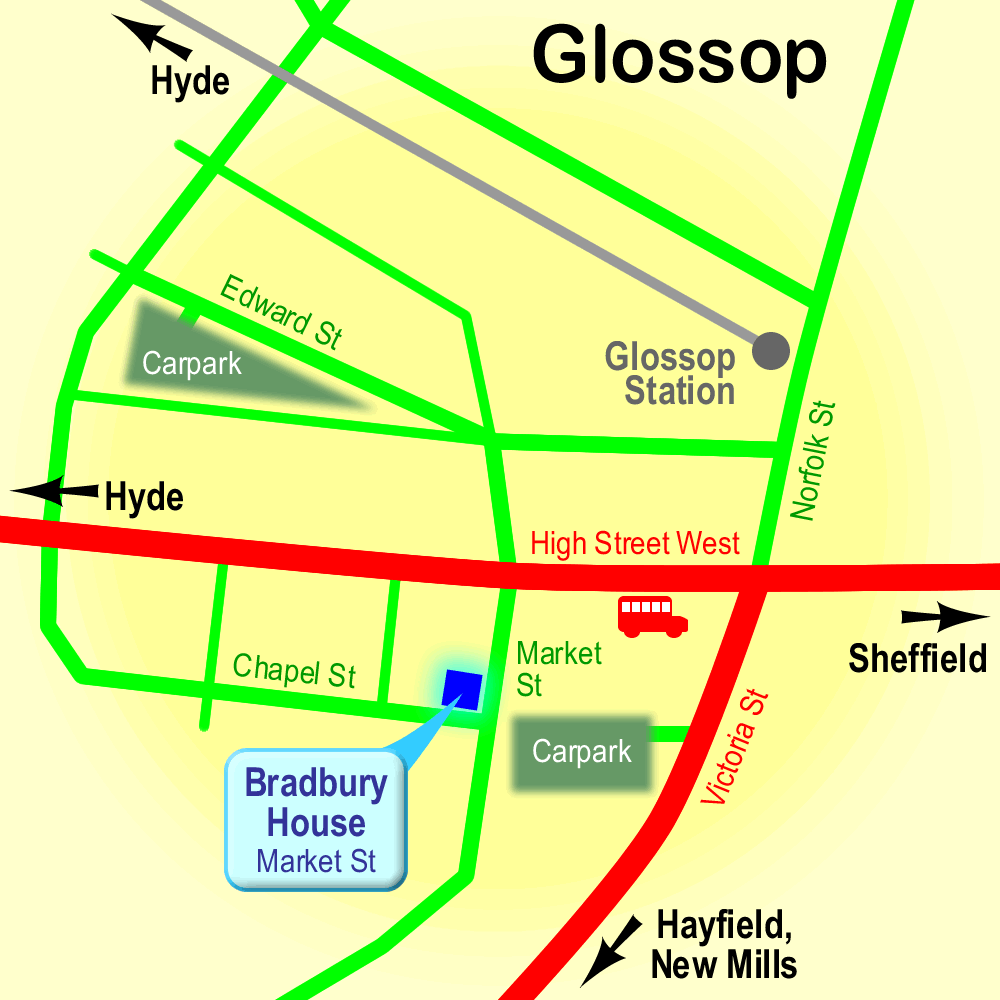 Glossop
Hyde
Edward St
Carpark
Glossop
Station
Norfolk St
Hyde
High Street West
Market
St
Sheffield
Chapel St
Carpark
Victoria St
Bradbury
House
Market St
Hayfield,
New Mills